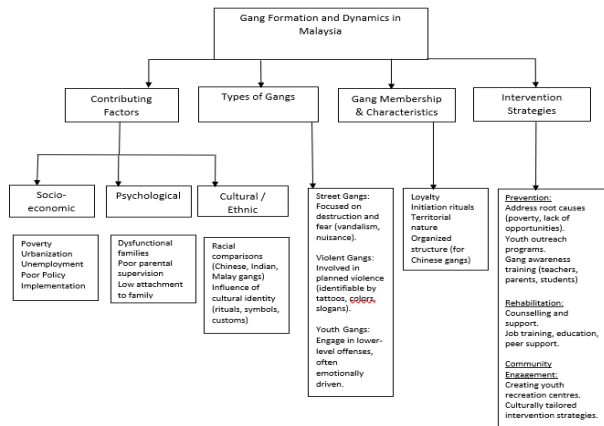 Gang Formation and Dynamics in
Malaysia
Contributing
Factors
Types of Gangs
Gang Membership
& Characteristics
Intervention
Strategies
Socio-
economic
Psychological
Cultural /
Ethnic
Poverty
Urbanization
Unemployment
Poor Policy
Implementation
Dysfunctional
families
Poor parental
supervision
Low attachment
to family
Racial
comparisons
(Chinese, Indian,
Malay gangs)
Influence of
cultural identity
(rituals, symbols,
customs)
Street Gangs:
Focused on
destruction and
fear (vandalism,
nuisance).
Violent Gangs:
Involved in
planned violence
(identifiable by
tattoos, colors,
slogans).
Youth Gangs:
Engage in lower-
level offenses,
often
emotionally
driven.
Loyalty
Initiation rituals
Territorial
nature
Organized
structure (for
Chinese gangs)
Prevention:
Address root causes
(poverty, lack of
opportunities).
Youth outreach
programs.
Gang awareness
training (teachers,
parents, students)
Rehabilitation:
Counselling and
support.
Job training, education,
peer support.
Community
Engagement:
Creating youth
recreation centres.
Culturally tailored
intervention strategies.